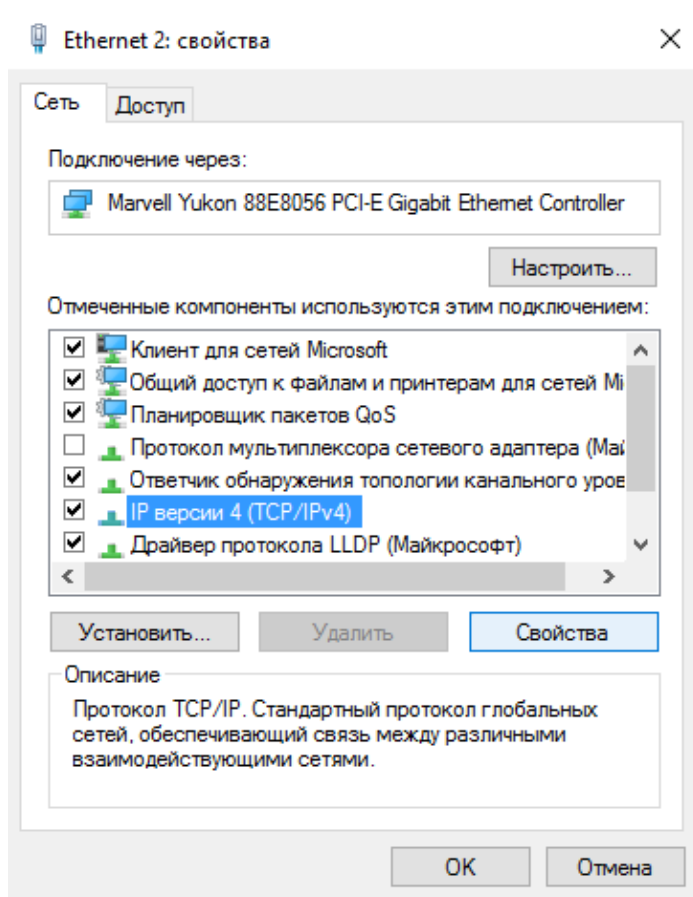 Ethernet 2: свойства
Сеть
Доступ
Подключение через:
Marvell Yukon 88E8056 PCI-E Gigabit Ethernet Controller
Настроить...
Отмеченные компоненты используются этим подключением:
Клиент для сетей Microsoft
Общий доступ к файлам и принтерам для сетей Mi
Планировщик пакетов QoS
Протокол мультиплексора сетевого адаптера (Май
Ответчик обнаружения топологии канального уров
IP версии 4 (TCP/IPv4)
Драйвер протокола LLDP (Майкрософт)
Установить...
Удалить
Свойства
Описание
Протокол TCP/IP. Стандартный протокол глобальных
сетей, обеспечивающий связь между различными
взаимодействующими сетями.
OK
Отмена